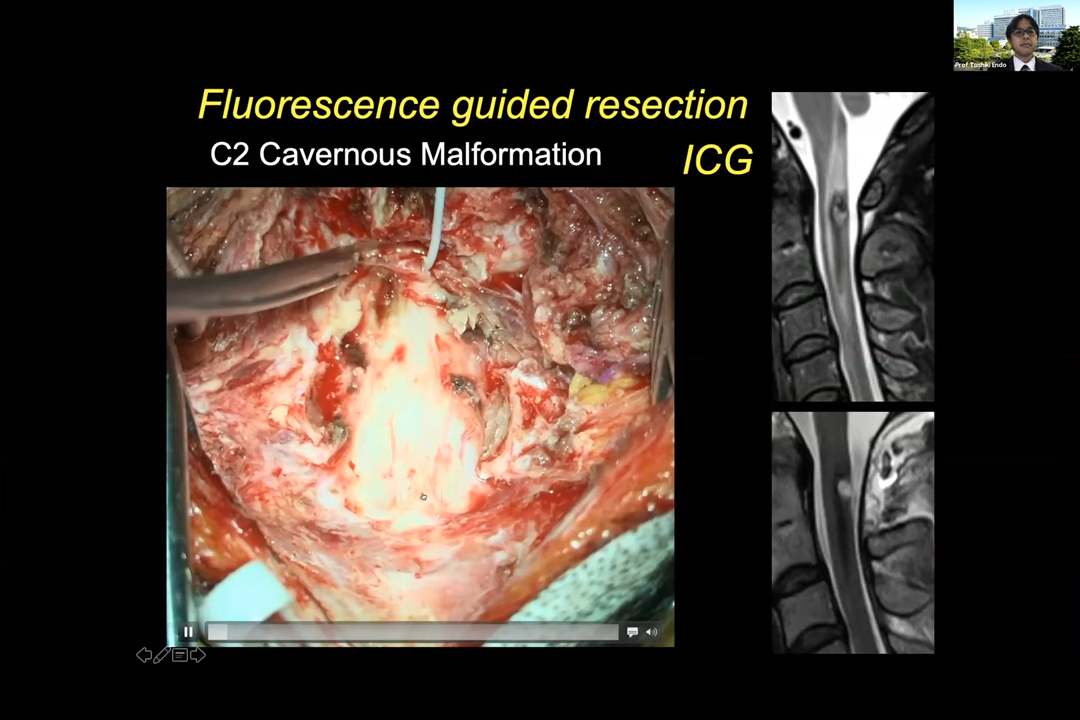 Prof Toshiki Endo
Fluorescence guided resection
C2 Cavernous Malformation
ICG